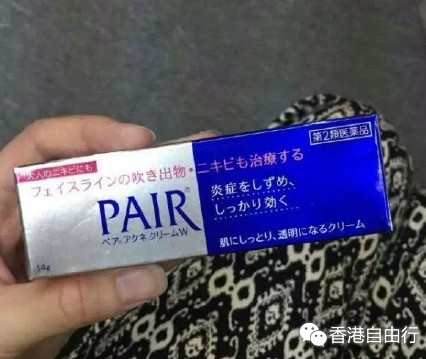 大人のニキビにも
フェイスラインの吹き出物・ニキビも治療する
第2類医薬品
PAIR®
ペア®アクネクリームW
炎症をしずめ、
しっかり効く
肌にしっとり、透明になるクリーム
14g
香港自由行